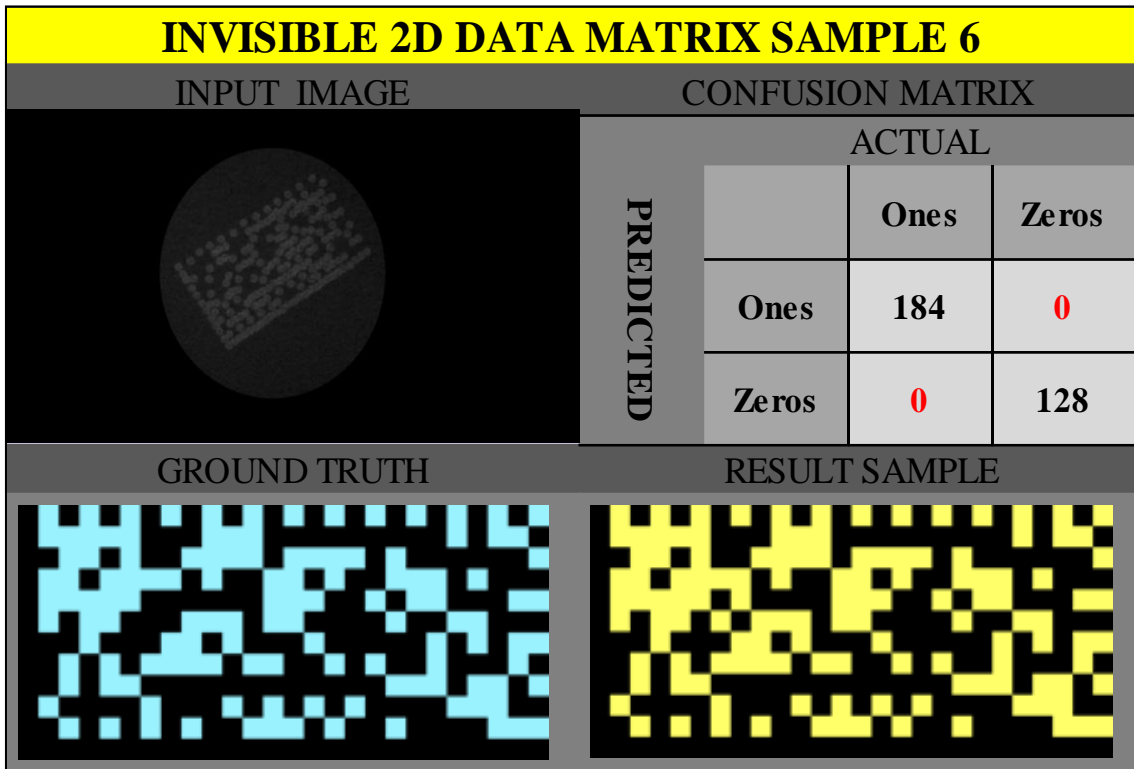 INVISIBLE 2D DATA MATRIX SAMPLE 6
INPUT IMAGE
CONFUSION MATRIX
ACTUAL
PREDICTED
Ones Zeros
Ones 184 0
Zeros 0 128
GROUND TRUTH
RESULT SAMPLE